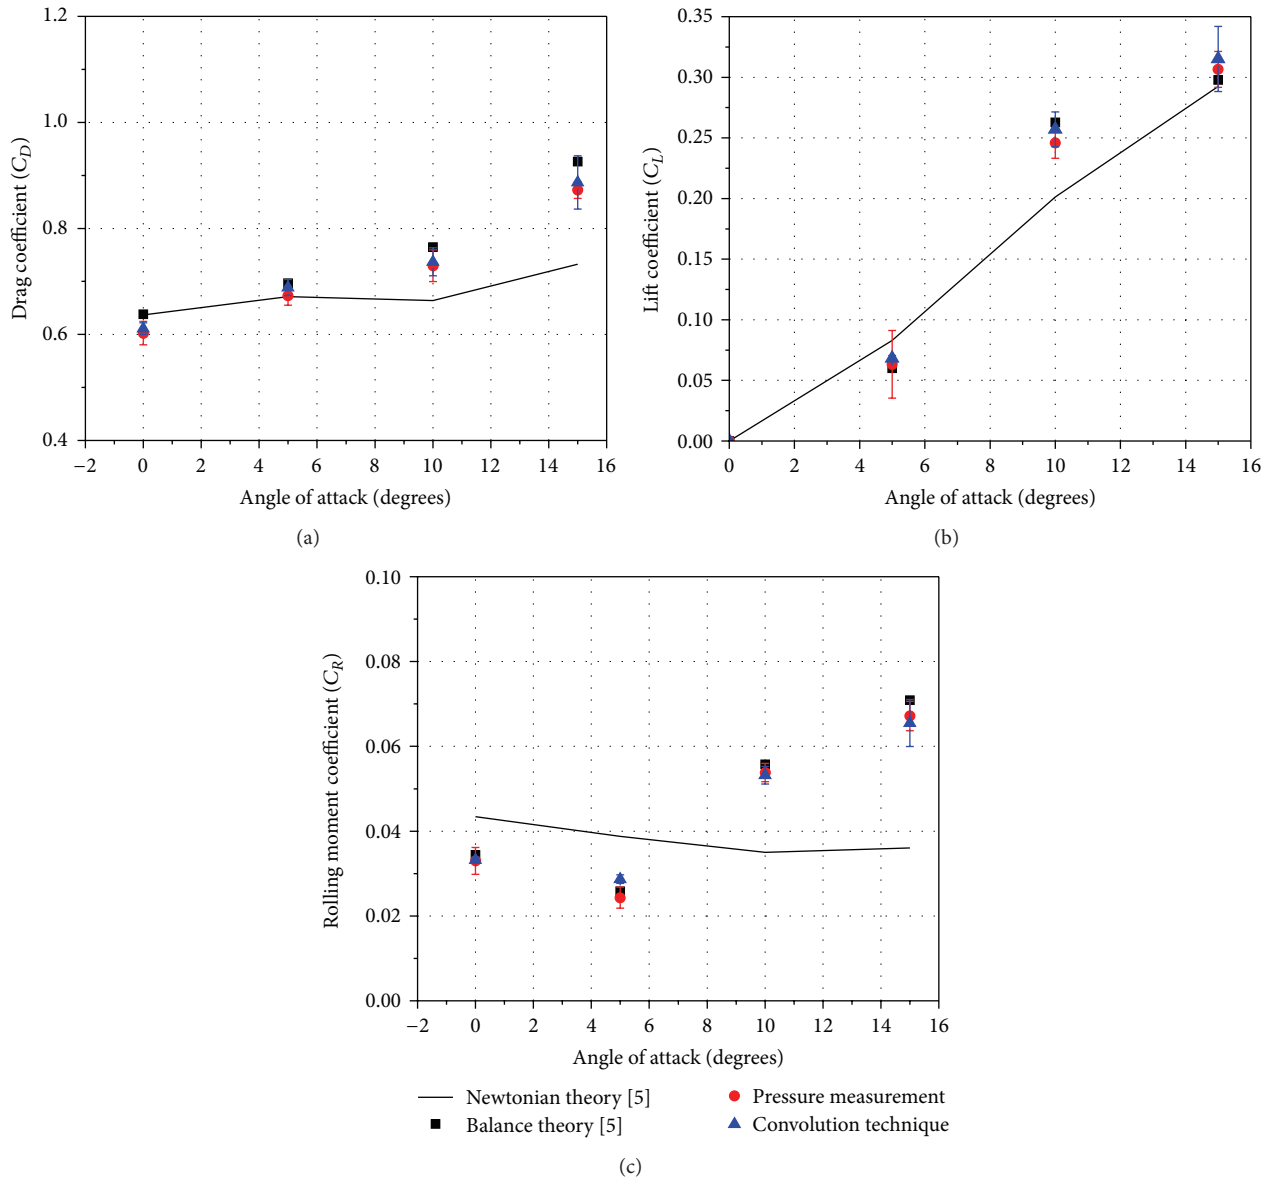 1.2
1.0
0.8
0.6
0.4
Drag coefficient (C_D)
−2 0 2 4 6 8 10 12 14 16
Angle of attack (degrees)
(a)
0.35
0.30
0.25
0.20
0.15
0.10
0.05
0.00
Lift coefficient (C_L)
0 2 4 6 8 10 12 14 16
Angle of attack (degrees)
(b)
0.10
0.08
0.06
0.04
0.02
0.00
Rolling moment coefficient (C_R)
−2 0 2 4 6 8 10 12 14 16
Angle of attack (degrees)
Newtonian theory [5]
Balance theory [5]
Pressure measurement
Convolution technique
(c)